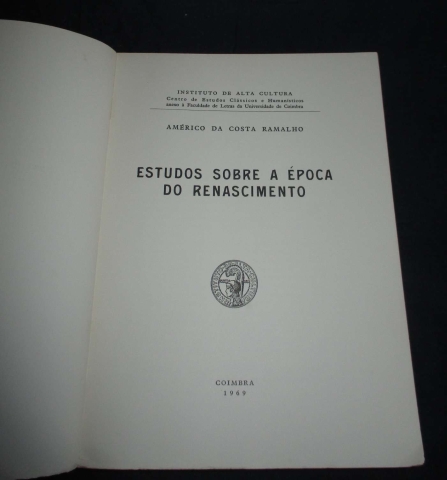 INSTITUTO DE ALTA CULTURA
Centro de Estudos Clássicos e Humanísticos
anexo à Faculdade de Letras da Universidade de Coimbra
AMÉRICO DA COSTA RAMALHO
ESTUDOS SOBRE A ÉPOCA
DO RENASCIMENTO
COIMBRA
1969